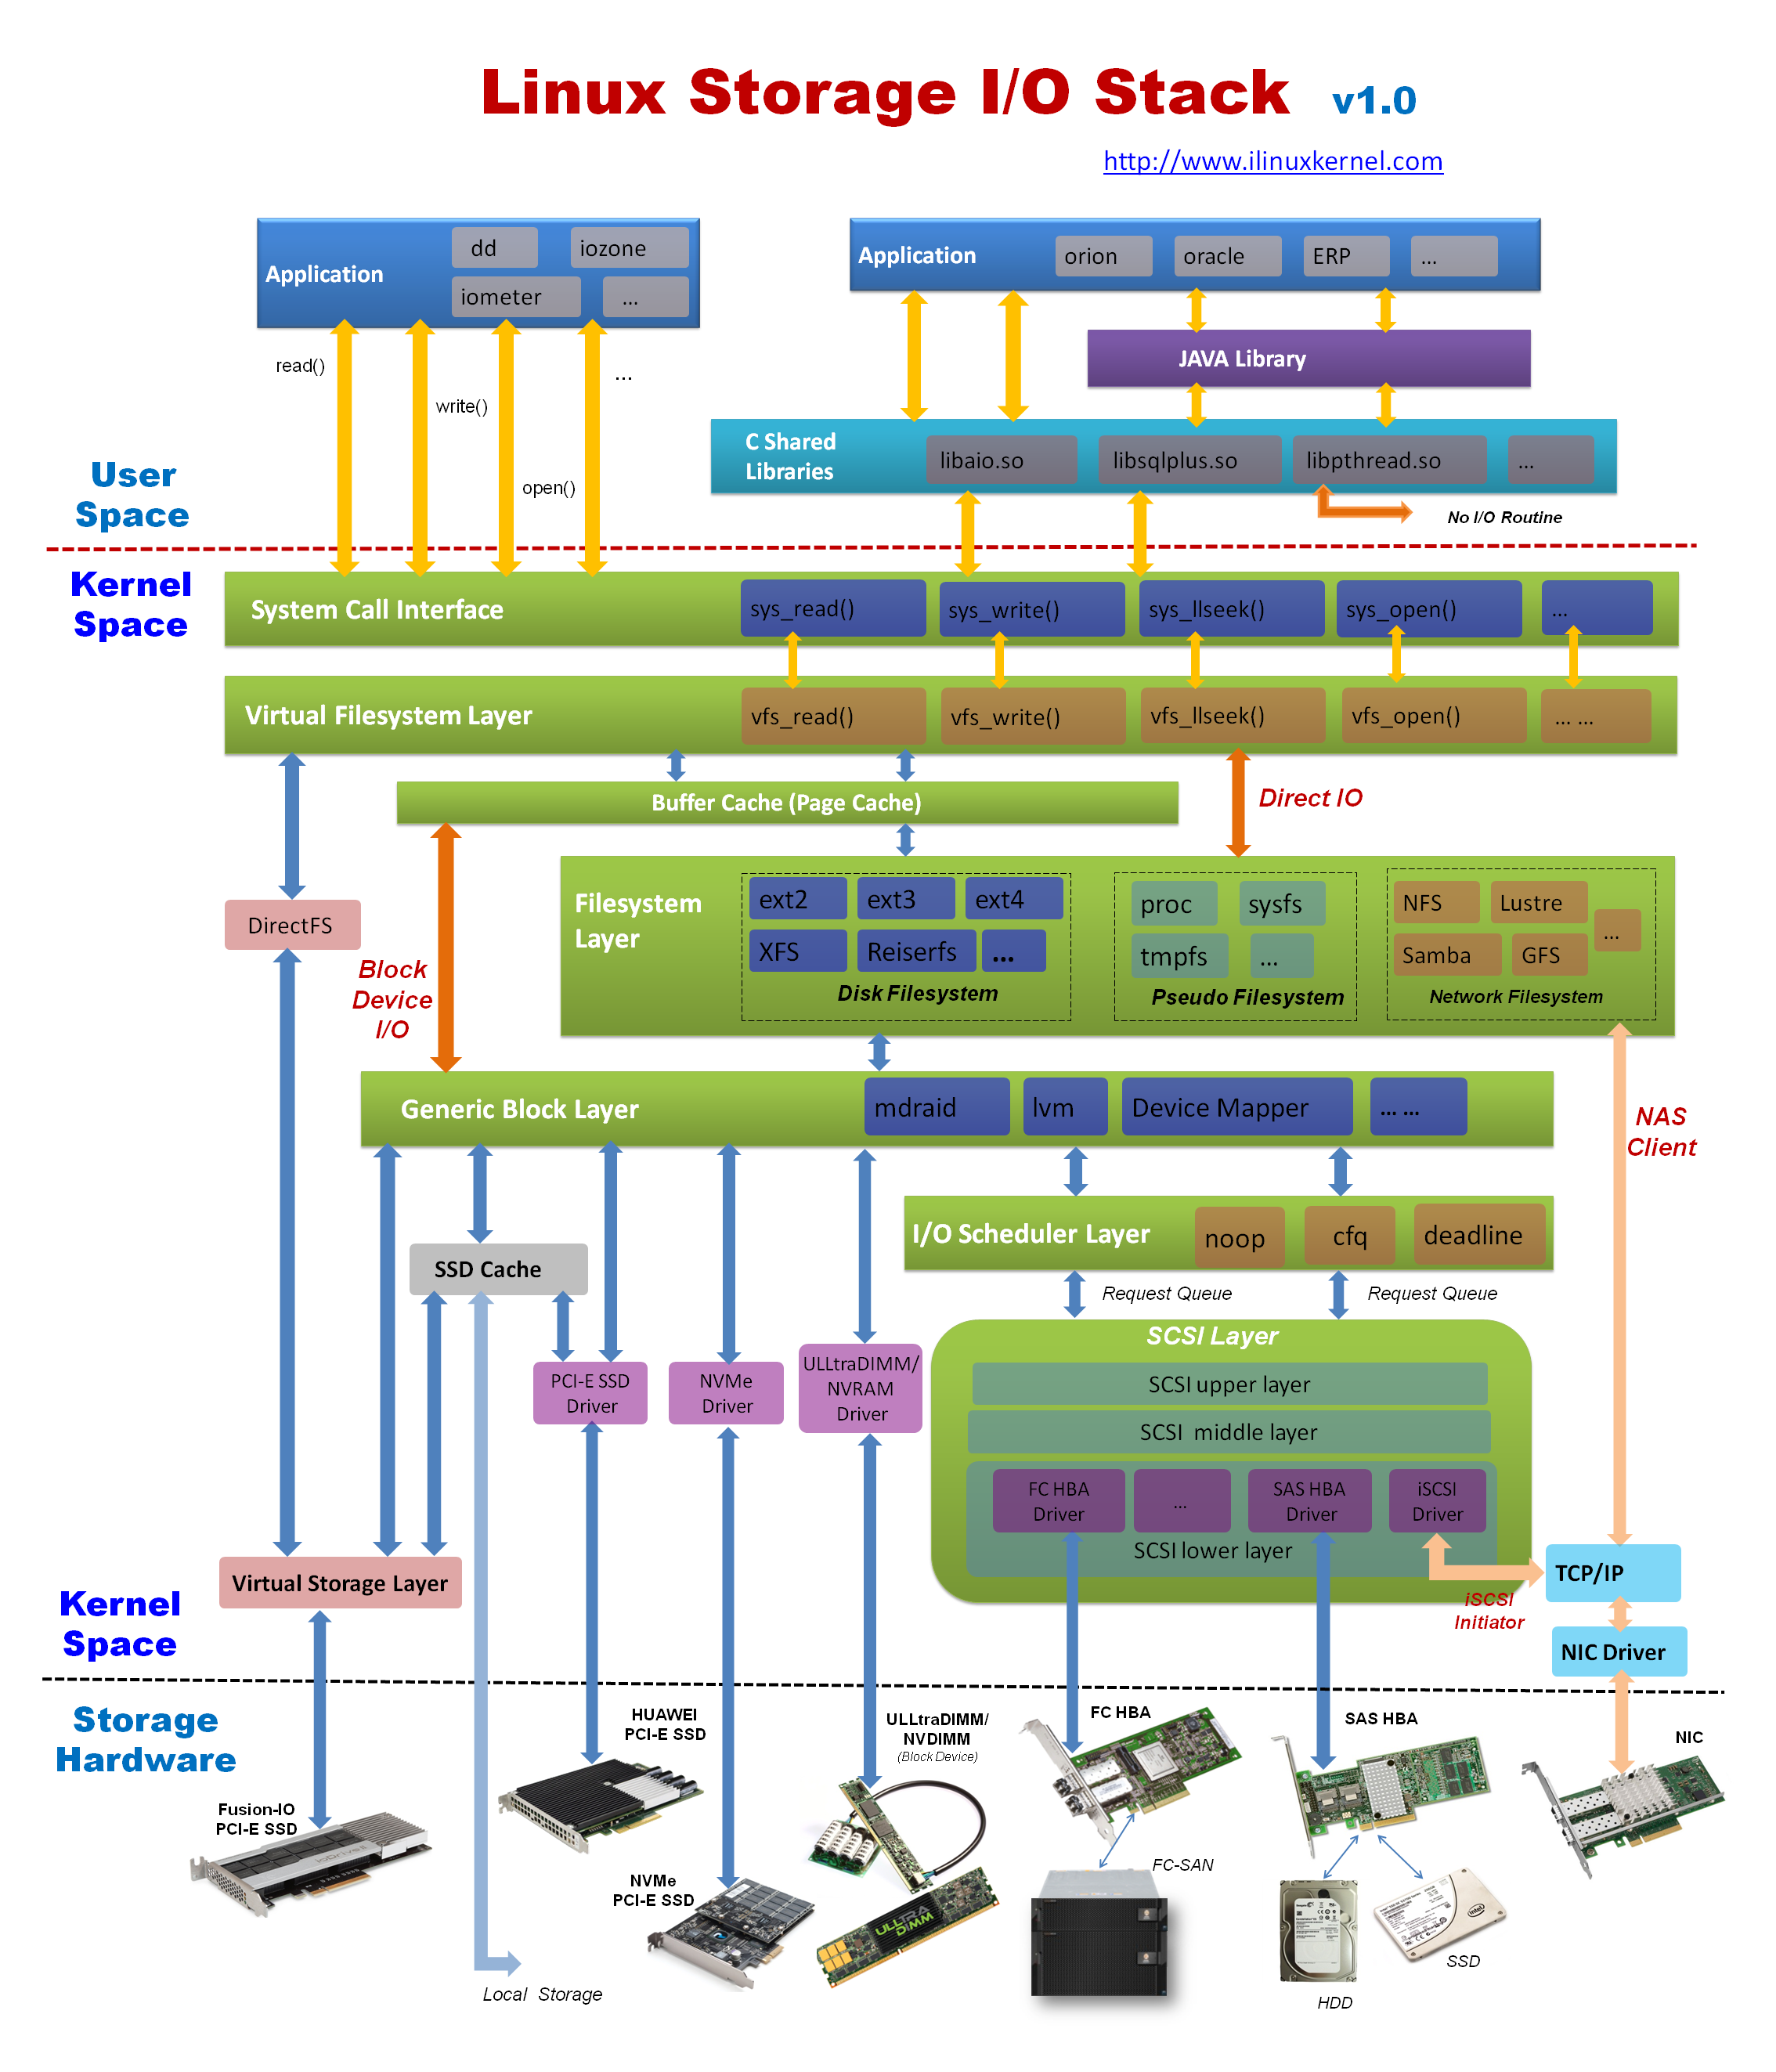 Linux Storage I/O Stack v1.0
http://www.ilinuxkernel.com
Application
dd
iozone
iometer
...
Application
orion
oracle
ERP
...
read()
write()
open()
...
JAVA Library
C Shared
Libraries
libaio.so
libsqlplus.so
libpthread.so
...
No I/O Routine
User
Space
Kernel
Space
System Call Interface
sys_read()
sys_write()
sys_llseek()
sys_open()
...
Virtual Filesystem Layer
vfs_read()
vfs_write()
vfs_llseek()
vfs_open()
... ...
Buffer Cache (Page Cache)
Direct IO
DirectFS
Block
Device
I/O
Filesystem
Layer
ext2
ext3
ext4
XFS
Reiserfs
...
Disk Filesystem
proc
sysfs
tmpfs
...
Pseudo Filesystem
NFS
Lustre
...
Samba
GFS
Network Filesystem
Generic Block Layer
mdraid
lvm
Device Mapper
... ...
NAS
Client
I/O Scheduler Layer
noop
cfq
deadline
SSD Cache
Request Queue
Request Queue
SCSI Layer
PCI-E SSD
Driver
NVMe
Driver
ULLtraDIMM/
NVRAM
Driver
SCSI upper layer
SCSI middle layer
FC HBA
Driver
...
SAS HBA
Driver
iSCSI
Driver
SCSI lower layer
Virtual Storage Layer
TCP/IP
iSCSI
Initiator
NIC Driver
Kernel
Space
Storage
Hardware
HUAWEI
PCI-E SSD
ULLtraDIMM/
NVDIMM
(Block Device)
FC HBA
SAS HBA
NIC
Fusion-IO
PCI-E SSD
NVMe
PCI-E SSD
ULLTRA
DIMM
FC-SAN
intel
SSD
HDD
Local Storage